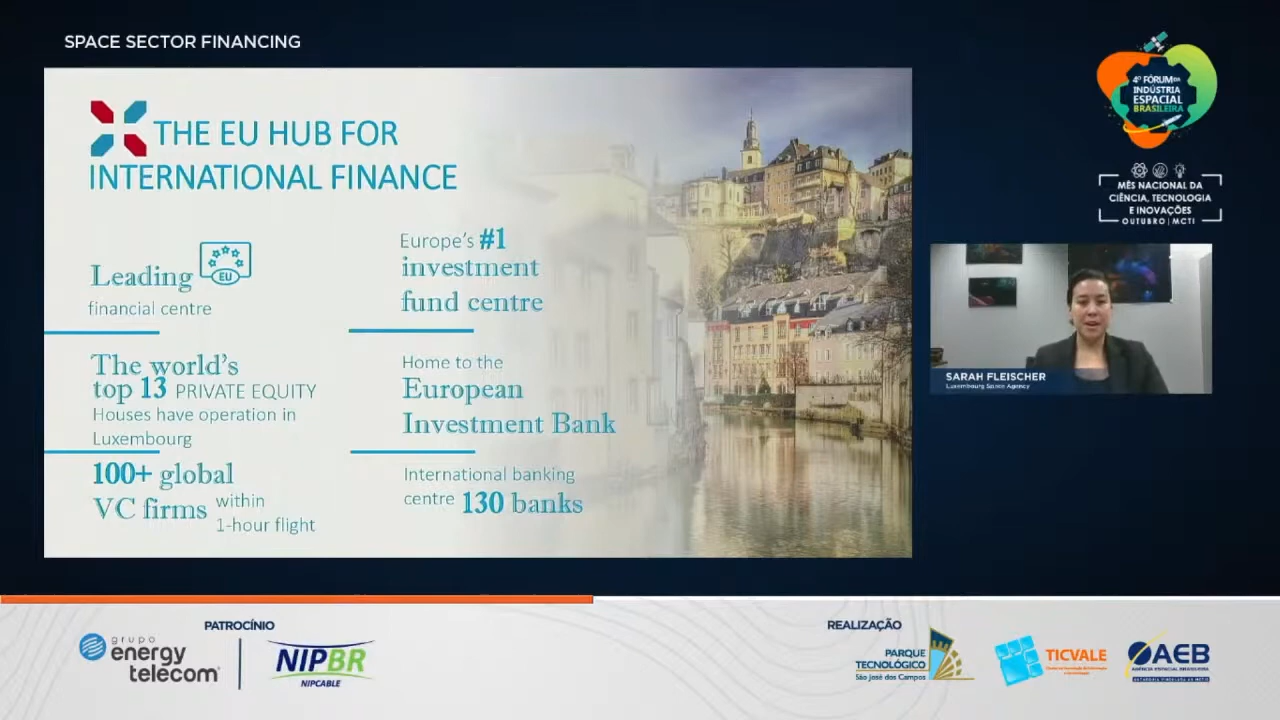 SPACE SECTOR FINANCING
THE EU HUB FOR
INTERNATIONAL FINANCE
Leading
EU
financial centre
Europe's #1
investment
fund centre
The world's
top 13 PRIVATE EQUITY
Houses have operation in
Luxembourg
Home to the
European
Investment Bank
100+ global
VC firms within
1-hour flight
International banking
centre 130 banks
4º FÓRUM DA
INDÚSTRIA
ESPACIAL
BRASILEIRA
MÊS NACIONAL DA
CIÊNCIA, TECNOLOGIA
E INOVAÇÕES
OUTUBRO | MCTI
SARAH FLEISCHER
Luxembourg Space Agency
PATROCÍNIO
grupo
energy
telecom
NIPBR
NIPCABLE
REALIZAÇÃO
PARQUE
TECNOLÓGICO
São José dos Campos
TICVALE
AEB
AGÊNCIA ESPACIAL BRASILEIRA